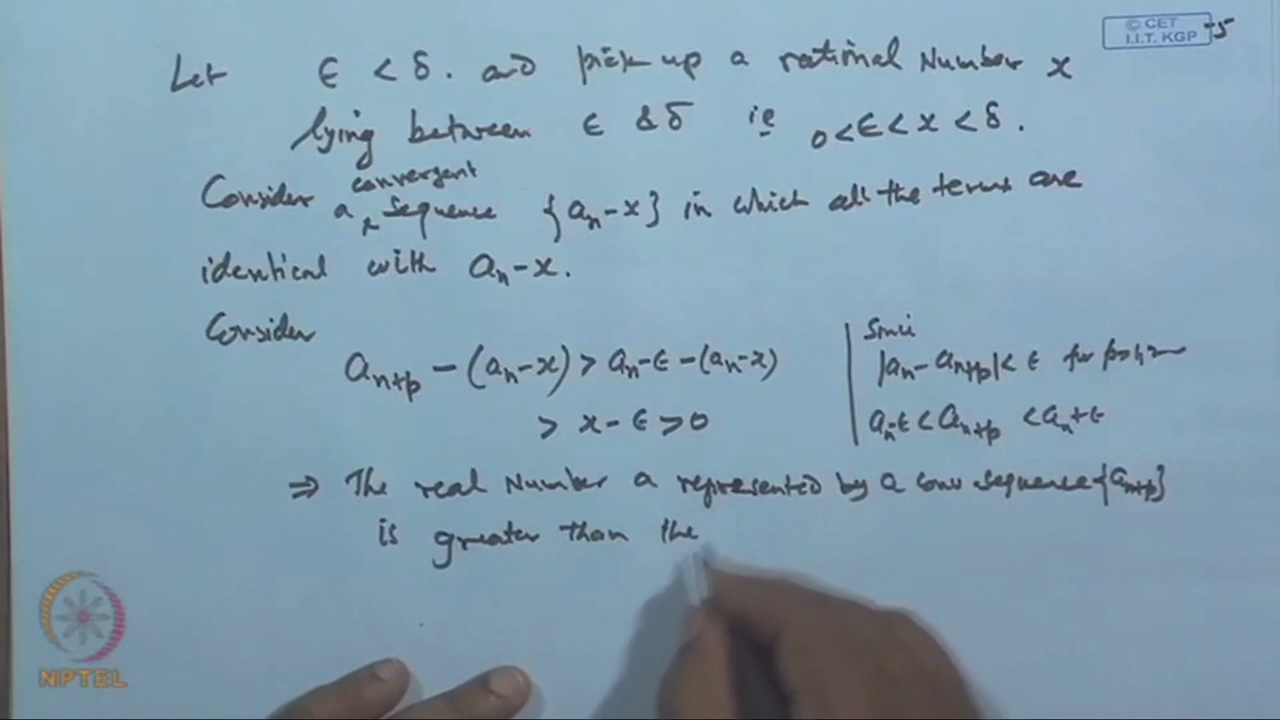 © CET
I.I.T. KGP
-5
Let ϵ < δ. and pick up a rational Number x
lying between ϵ & δ ie 0<ϵ<x<δ.
Consider a convergent sequence {aₙ-x} in which all the terms are
identical with aₙ-x.
Consider
aₙ₊ₚ - (aₙ-x) > aₙ-ϵ-(aₙ-x)
> x-ϵ>0
Since
|aₙ-aₙ₊ₚ|<ϵ for
aₙ-ϵ<aₙ₊ₚ <aₙ+ϵ
⇒ The real Number a represented by a conv sequence {aₙ₊ₚ}
is greater than the
NPTEL